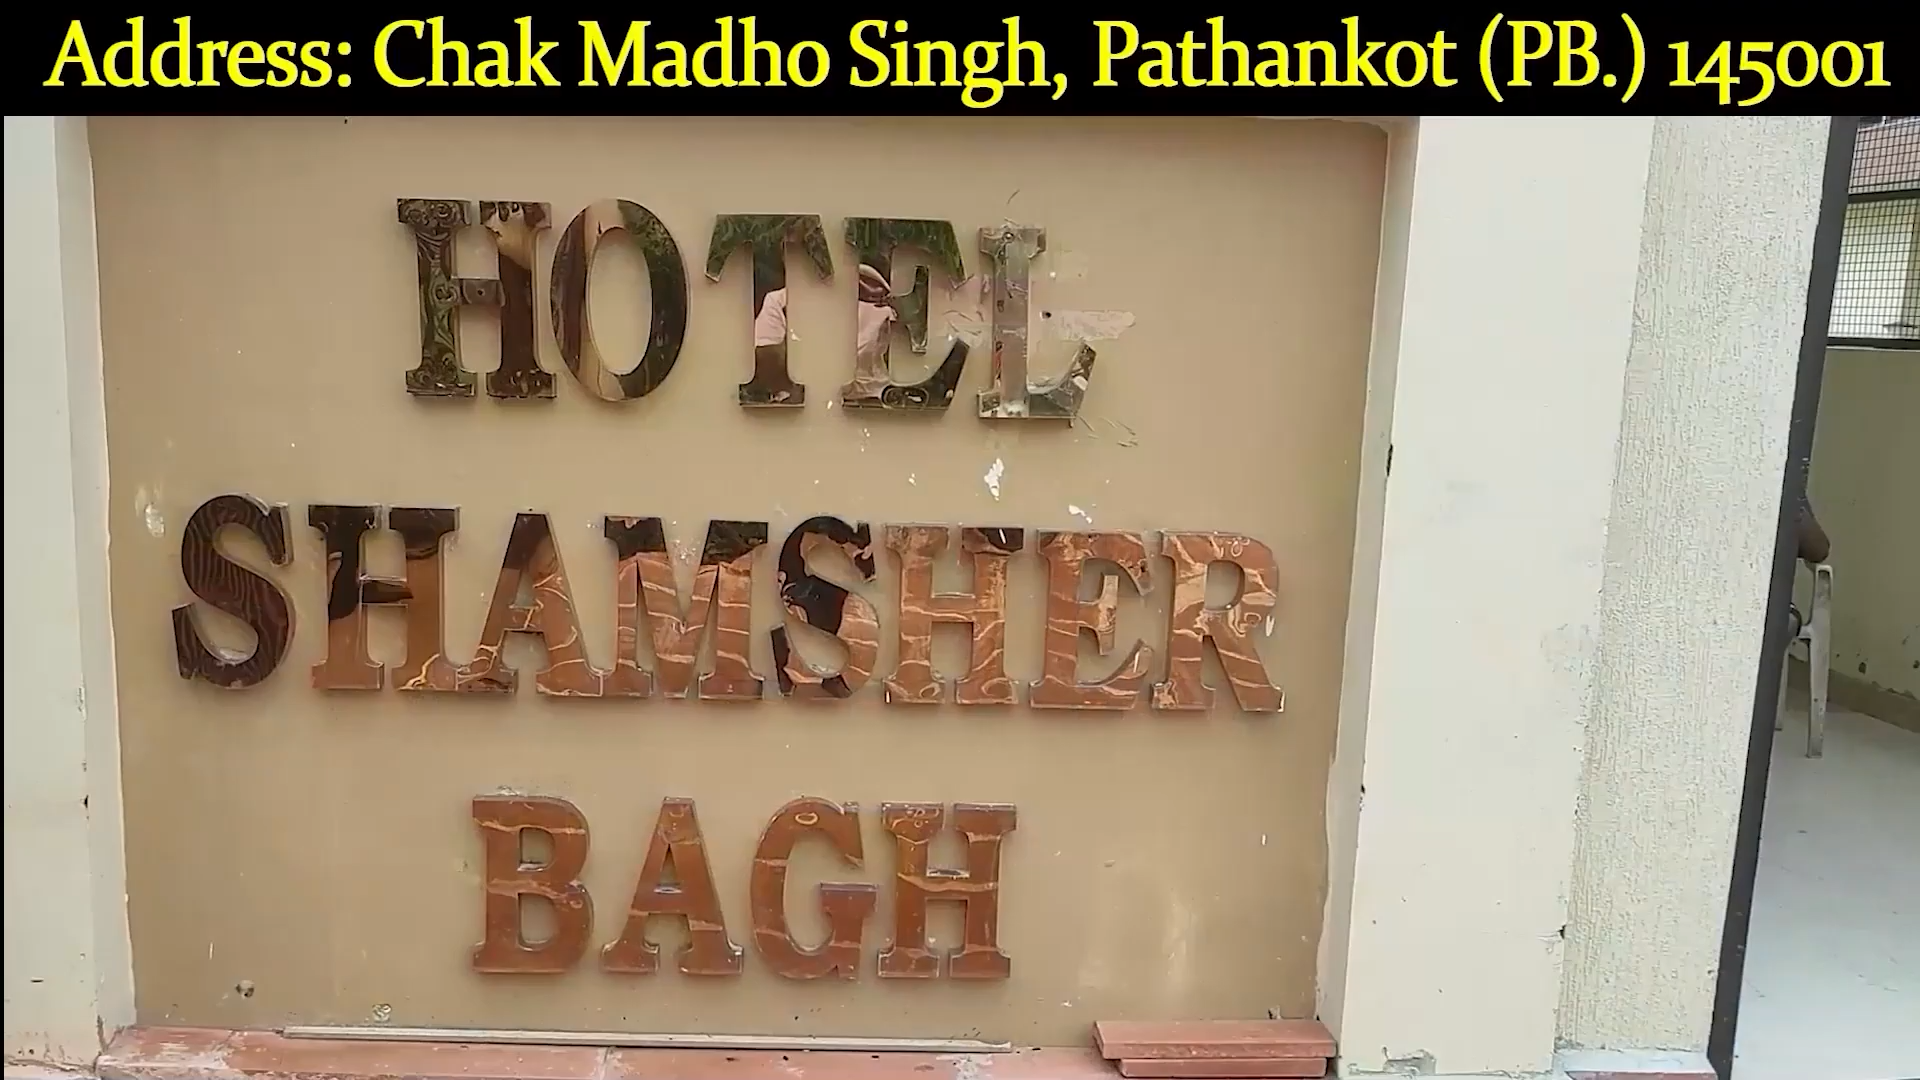 Address: Chak Madho Singh, Pathankot (PB.) 145001
HOTEL
SHAMSHER
BAGH